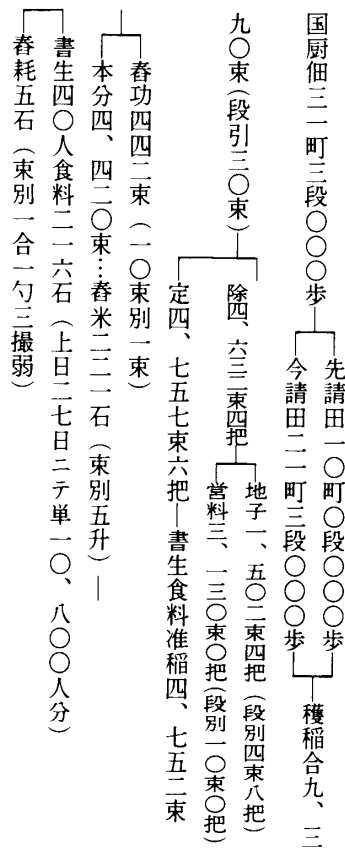 国厨佃三一町三段〇〇〇歩
先請田一〇町〇段〇〇〇歩
今請田二一町三段〇〇〇歩
穫稲合九、三
九〇束(段引三〇束)
除四、六三二束四把
地子一、五〇二束四把(段別四束八把)
営料三、一三〇束〇把(段別一〇束〇把)
定四、七五七束六把―書生食料准稲四、七五二束
舂功四四二束(一〇束別一束)
本分四、四二〇束…舂米二二一石(束別五升)―
書生四〇人食料二一六石(上日二七日ニテ単一〇、八〇〇人分)
舂耗五石(束別一合一勺三撮弱)